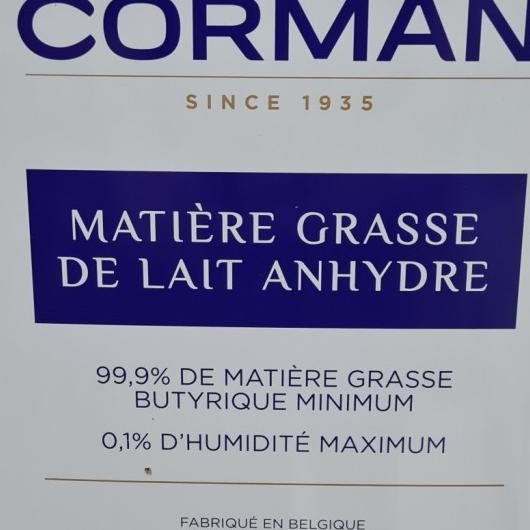 CORMAN
SINCE 1935
MATIÈRE GRASSE
DE LAIT ANHYDRE
99,9% DE MATIÈRE GRASSE
BUTYRIQUE MINIMUM
0,1% D'HUMIDITÉ MAXIMUM
FABRIQUÉ EN BELGIQUE